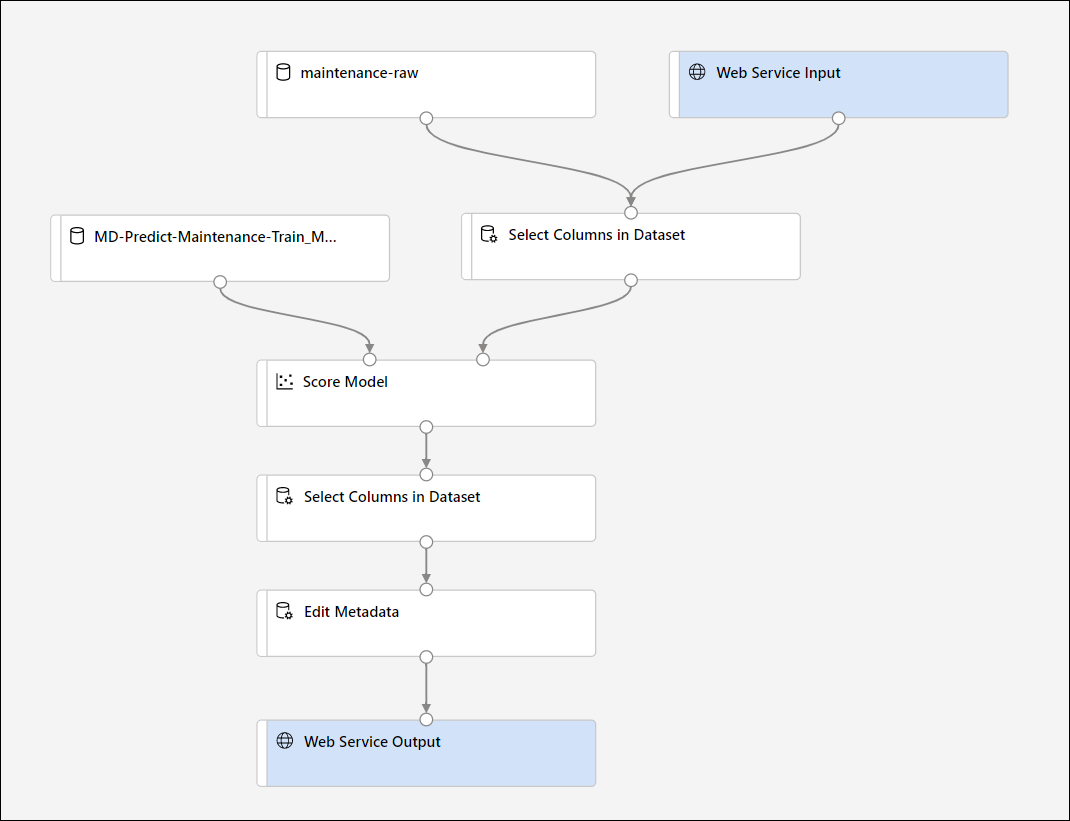 maintenance-raw
Web Service Input
MD-Predict-Maintenance-Train_M...
Select Columns in Dataset
Score Model
Select Columns in Dataset
Edit Metadata
Web Service Output